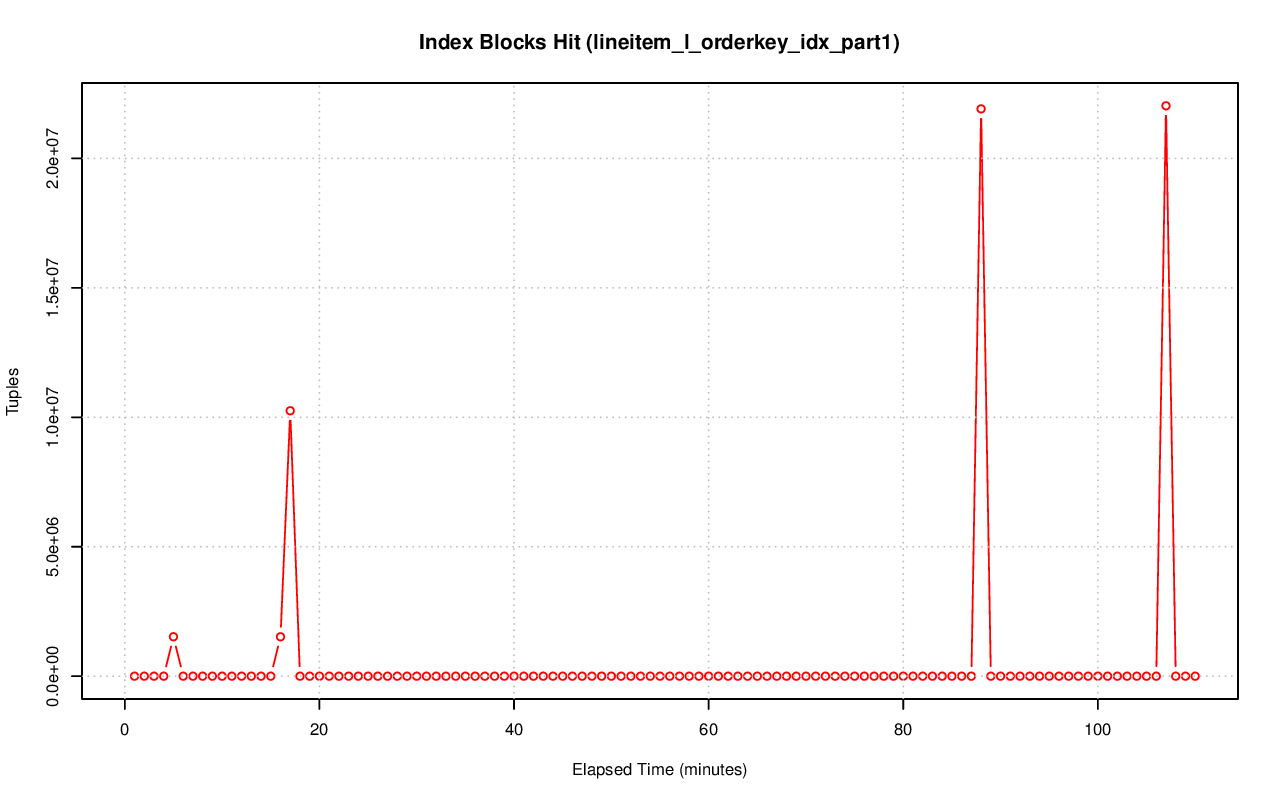 Index Blocks Hit (lineitem_l_orderkey_idx_part1)
Tuples
2.0e+07
1.5e+07
1.0e+07
5.0e+06
0.0e+00
0 20 40 60 80 100
Elapsed Time (minutes)